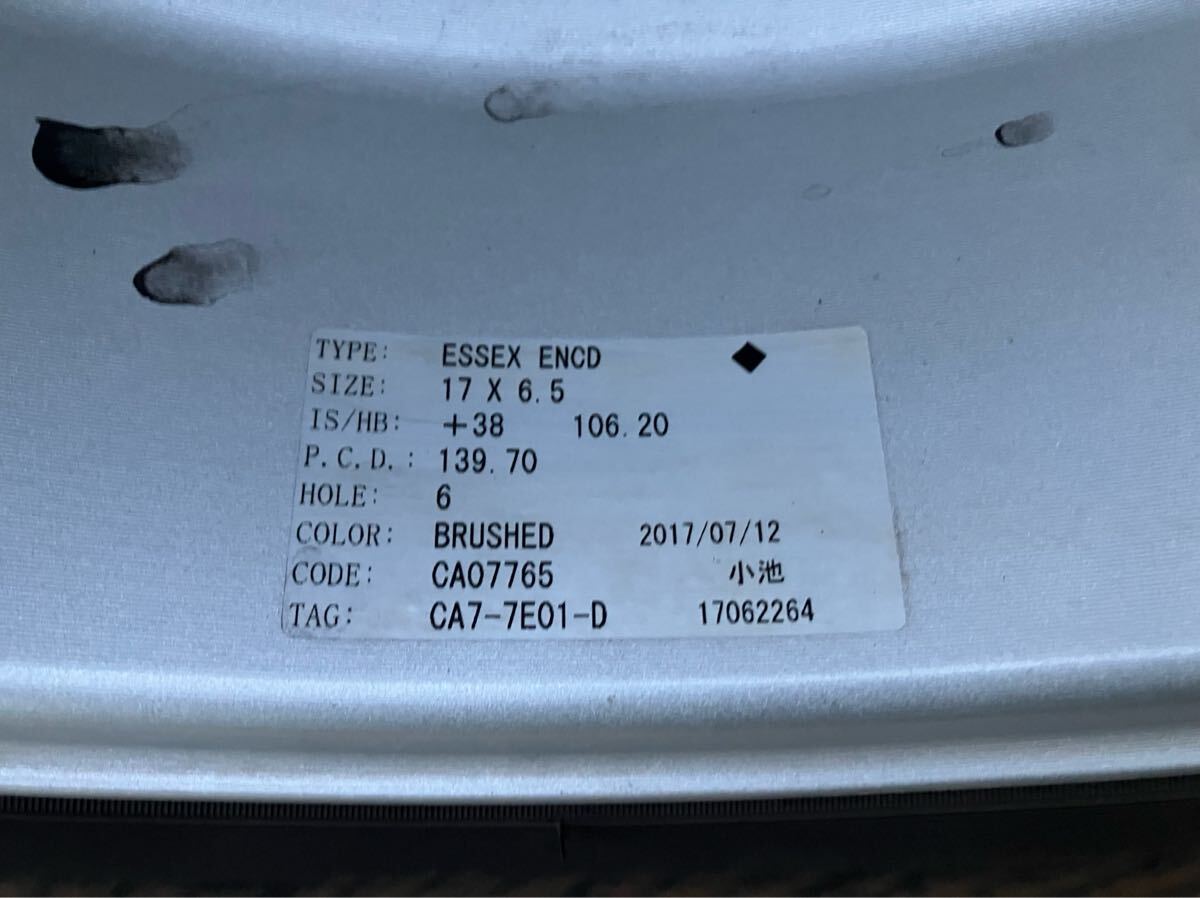 TYPE: ESSEX ENCD ◆
SIZE: 17 X 6.5
IS/HB: +38 106.20
P.C.D.: 139.70
HOLE: 6
COLOR: BRUSHED 2017/07/12
CODE: CA07765 小池
TAG: CA7-7E01-D 17062264